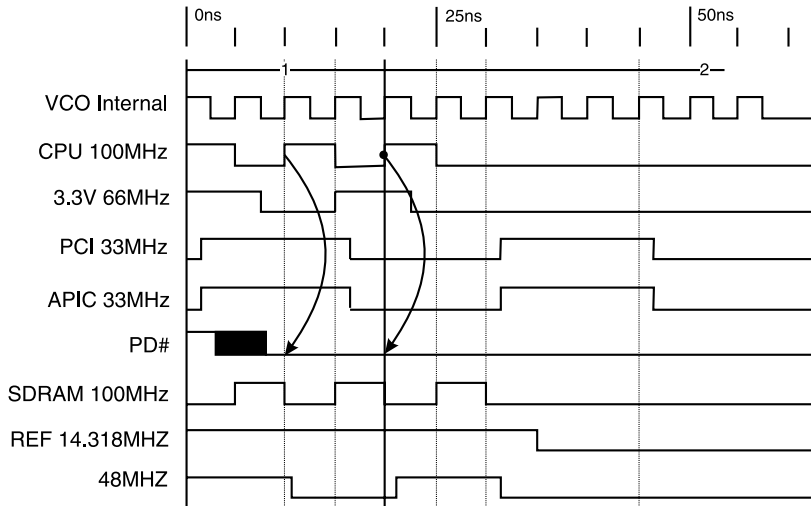 0ns 25ns 50ns
1 2
VCO Internal
CPU 100MHz
3.3V 66MHz
PCI 33MHz
APIC 33MHz
PD#
SDRAM 100MHz
REF 14.318MHZ
48MHZ